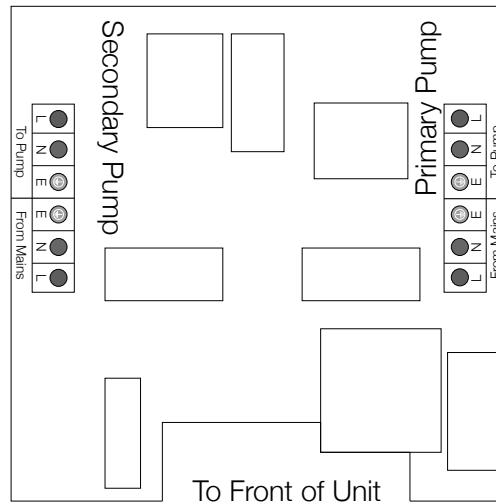 Secondary Pump
Primary Pump
To Pump
L
N
E
From Mains
E
N
L
To Pump
L
N
E
From Mains
E
N
L
To Front of Unit